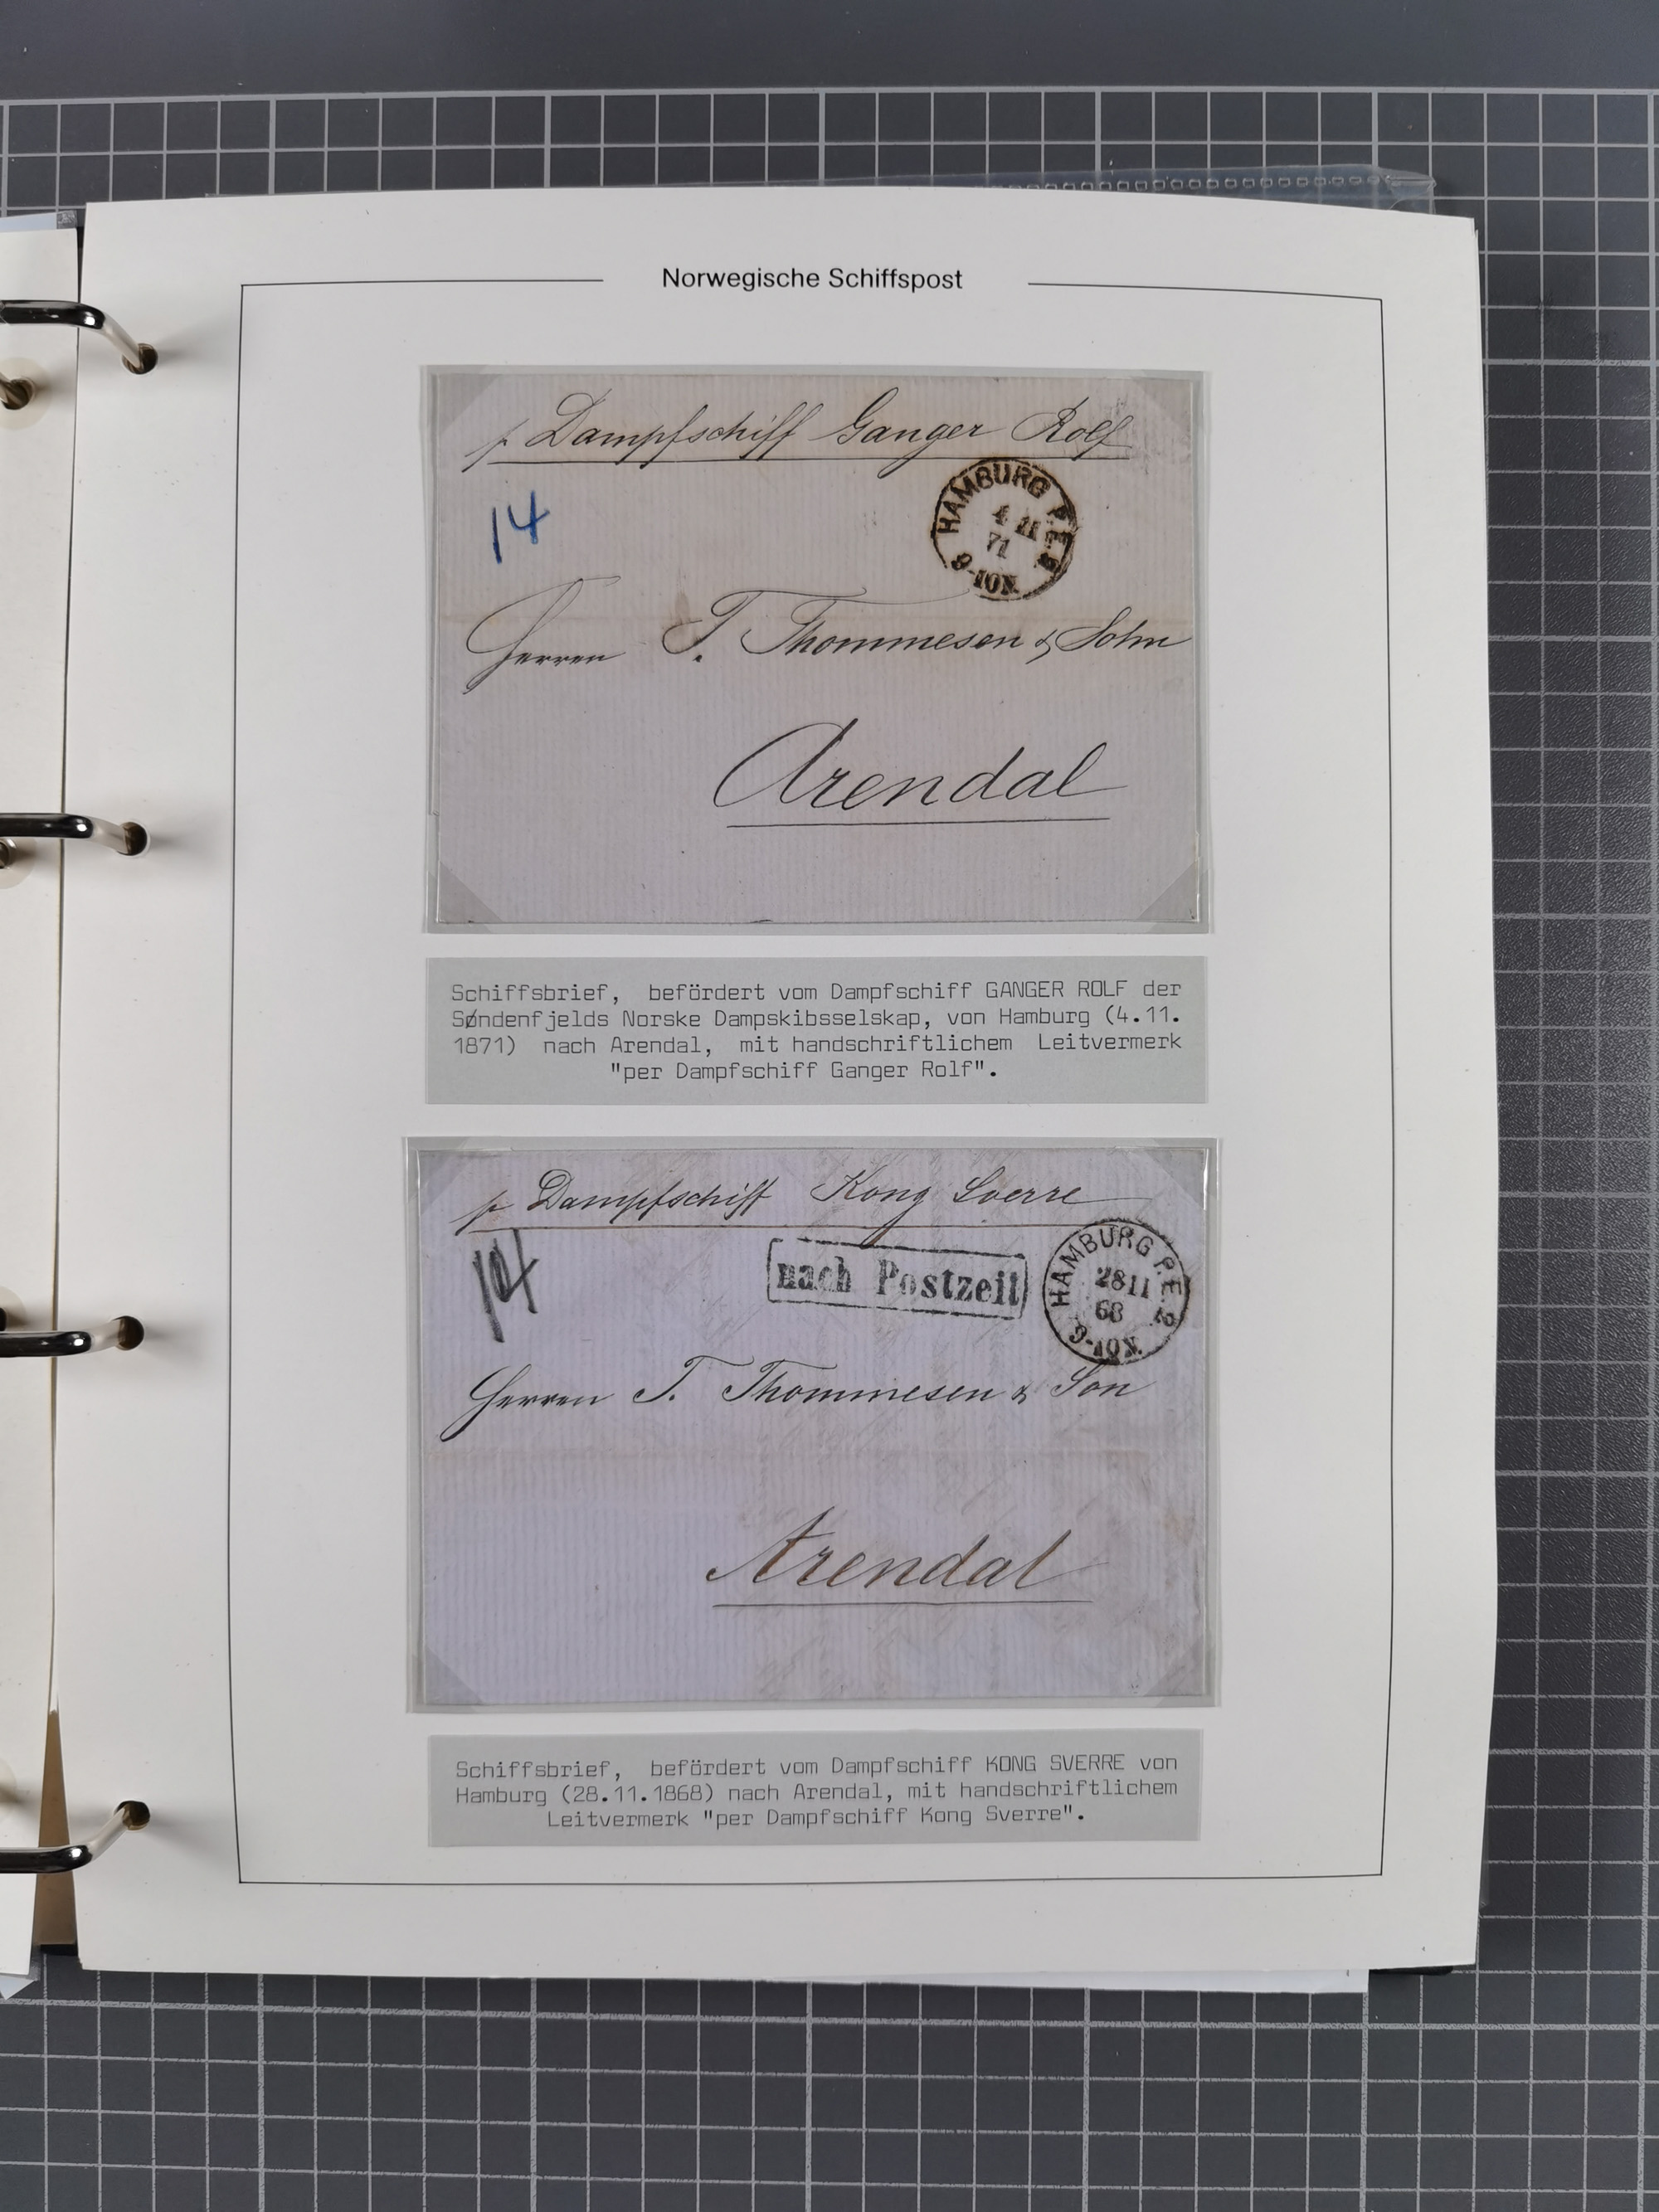 Norwegische Schiffspost
p Dampfschiff Ganger Rolf
14
HAMBURG P.E.
4 11
71
9-10N.
Herren T. Thommesen & Sohn
Arendal
Schiffsbrief, befördert vom Dampfschiff GANGER ROLF der
Søndenfjelds Norske Dampskibsselskap, von Hamburg (4.11.
1871) nach Arendal, mit handschriftlichem Leitvermerk
"per Dampfschiff Ganger Rolf".
p Dampfschiff Kong Sverre
14
nach Postzeit
HAMBURG P.E. 2
28 11
68
9-10N.
Herren T. Thommesen & Son
Arendal
Schiffsbrief, befördert vom Dampfschiff KONG SVERRE von
Hamburg (28.11.1868) nach Arendal, mit handschriftlichem
Leitvermerk "per Dampfschiff Kong Sverre".